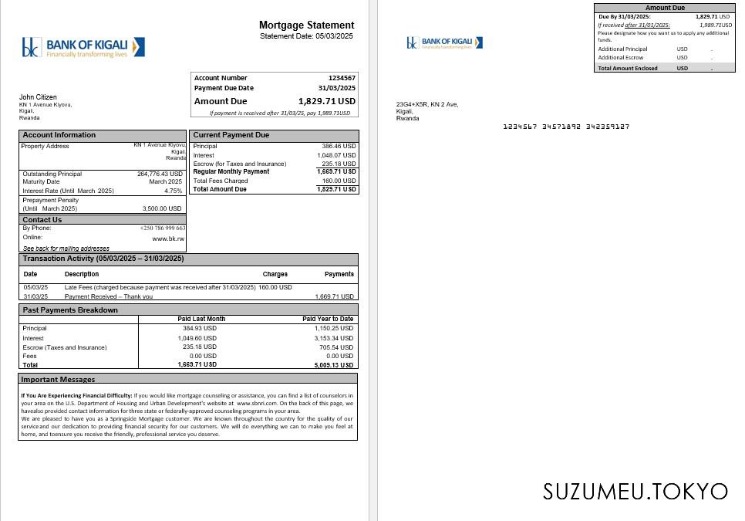 Mortgage Statement
Statement Date: 05/03/2025
bk BANK OF KIGALI
Financially transforming lives
Account Number 1234567
Payment Due Date 31/03/2025
Amount Due 1,829.71 USD
If payment is received after 31/03/25, pay 1,989.71USD
John Citizen
KN 1 Avenue Kiyovu,
Kigali,
Rwanda
Account Information
Property Address KN 1 Avenue Kiyovu,
Kigali,
Rwanda
Outstanding Principal 264,776.43 USD
Maturity Date March 2025
Interest Rate (Until March 2025) 4.75%
Prepayment Penalty
(Until March 2025) 3,500.00 USD
Contact Us
By Phone: +250 786 999 663
Online: www.bk.rw
See back for mailing addresses
Current Payment Due
Principal 386.46 USD
Interest 1,048.07 USD
Escrow (for Taxes and Insurance) 235.18 USD
Regular Monthly Payment 1,669.71 USD
Total Fees Charged 160.00 USD
Total Amount Due 1,829.71 USD
Transaction Activity (05/03/2025 – 31/03/2025)
Date Description Charges Payments
05/03/25 Late Fees (charged because payment was received after 31/03/2025) 160.00 USD
31/03/25 Payment Received – Thank you 1,669.71 USD
Past Payments Breakdown
Paid Last Month Paid Year to Date
Principal 384.93 USD 1,150.25 USD
Interest 1,049.60 USD 3,153.34 USD
Escrow (Taxes and Insurance) 235.18 USD 705.54 USD
Fees 0.00 USD 0.00 USD
Total 1,669.71 USD 5,009.13 USD
Important Messages
If You Are Experiencing Financial Difficulty: if you would like mortgage counseling or assistance, you can find a list of counselors in
your area on the U.S. Department of Housing and Urban Development's website at www.sbnri.com. On the back of this page, we
havealso provided contact information for three state or federally-approved counseling programs in your area.
We are pleased to have you as a Springside Mortgage customer. We are known throughout the country for the quality of our
serviceand our dedication to providing financial security for our customers. We will do everything we can to make you feel at
home, and toensure you receive the friendly, professional service you deserve.
Amount Due
Due By 31/03/2025: 1,829.71 USD
If received after 31/01/2025: 1,989.71USD
Please designate how you want us to apply any additional
funds.
Additional Principal USD -
Additional Escrow USD -
Total Amount Enclosed USD -
bk BANK OF KIGALI
Financially transforming lives
23G4+X5R, KN 2 Ave,
Kigali,
Rwanda
1234567 34571892 342359127
SUZUMEU.TOKYO